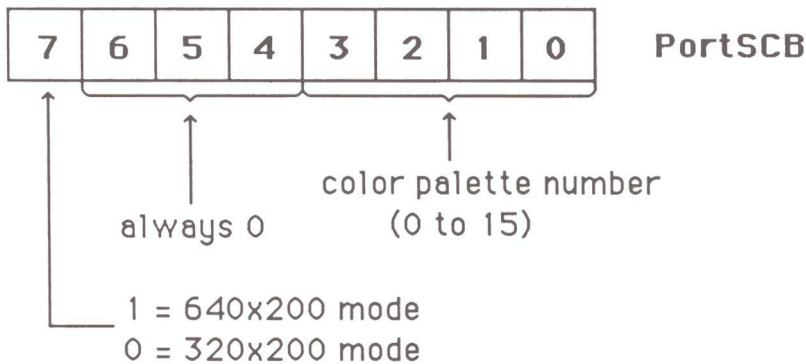 7 6 5 4 3 2 1 0 PortSCB
color palette number
always 0 (0 to 15)
1 = 640x200 mode
0 = 320x200 mode